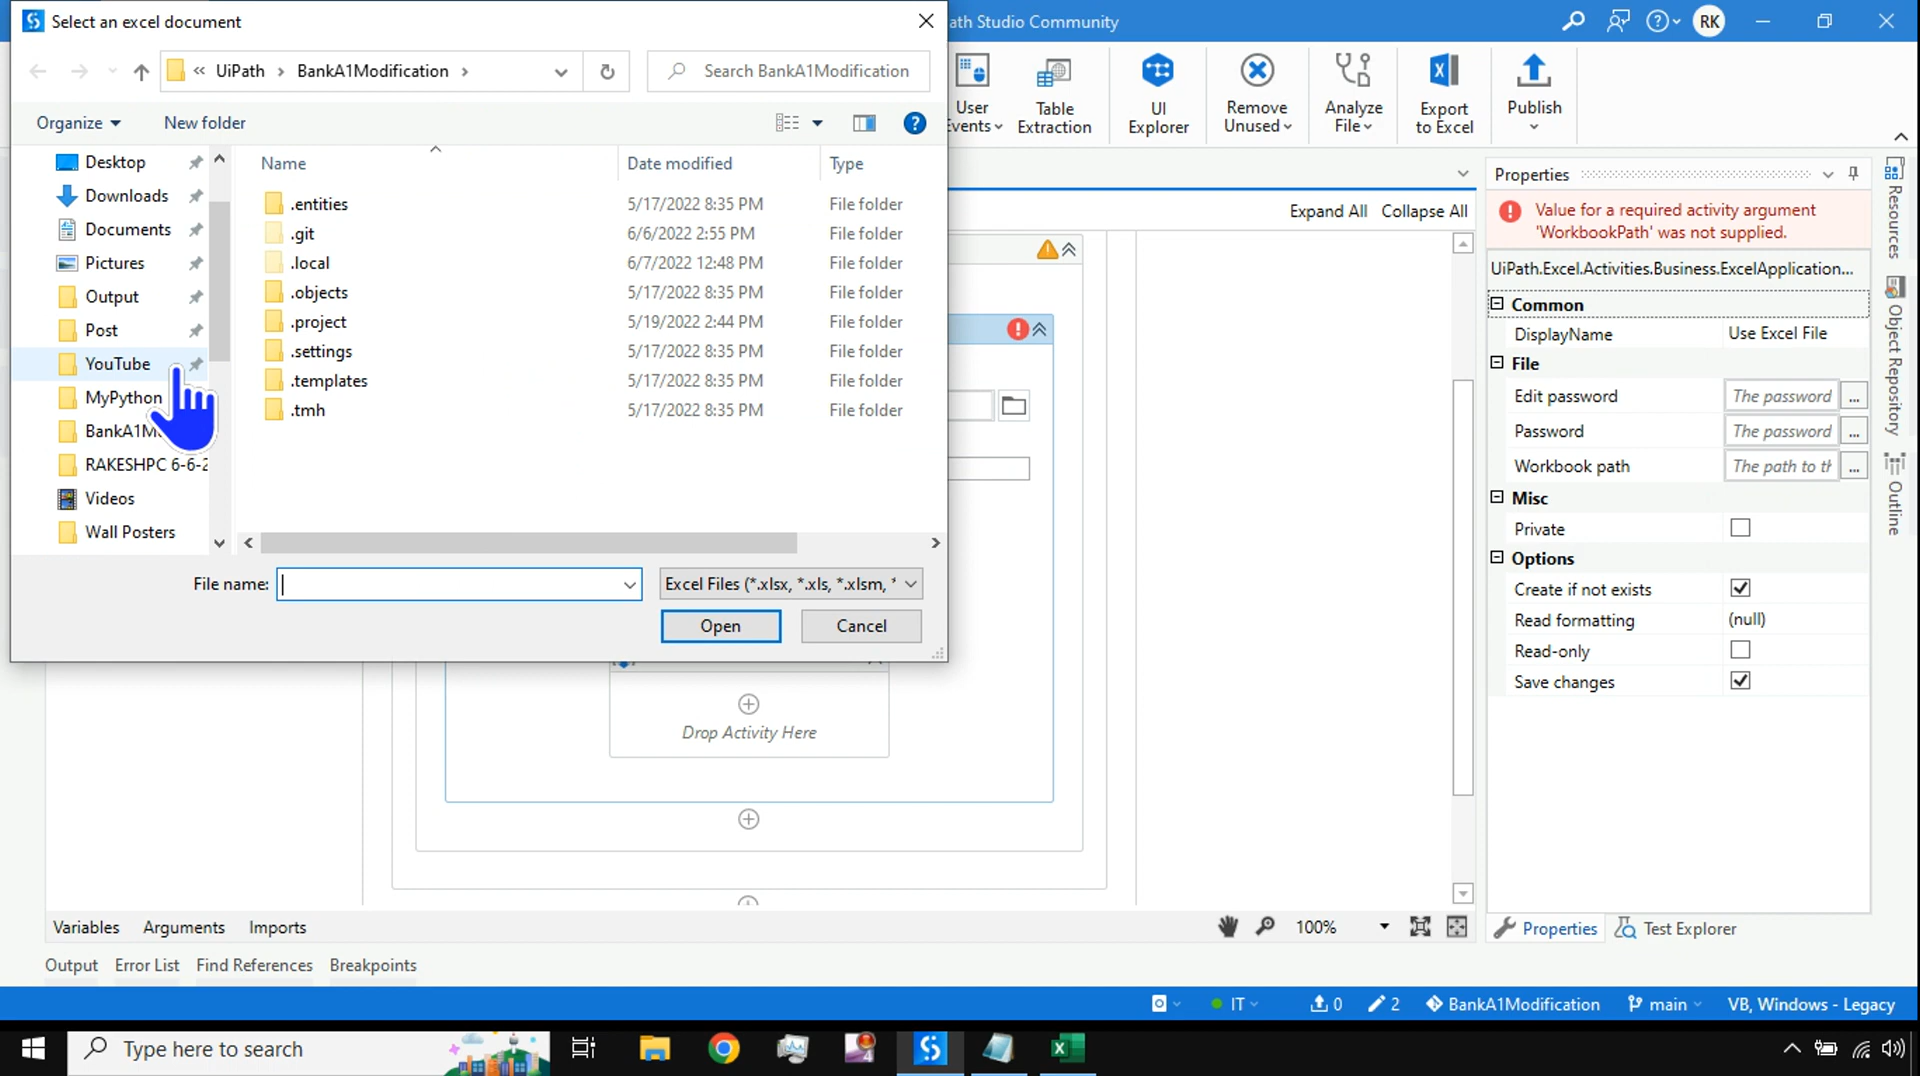 Select an excel document
ath Studio Community
RK
«  UiPath  ›  BankA1Modification  ›
Search BankA1Modification
User
Events
Table
Extraction
UI
Explorer
Remove
Unused
Analyze
File
Export
to Excel
Publish
Organize
New folder
Name
Date modified
Type
Desktop
Downloads
Documents
Pictures
Output
Post
YouTube
MyPython
RAKESHPC 6-6-2
Videos
Wall Posters
.entities 5/17/2022 8:35 PM File folder
.git 6/6/2022 2:55 PM File folder
.local 6/7/2022 12:48 PM File folder
.objects 5/17/2022 8:35 PM File folder
.project 5/19/2022 2:44 PM File folder
.settings 5/17/2022 8:35 PM File folder
.templates 5/17/2022 8:35 PM File folder
.tmh 5/17/2022 8:35 PM File folder
File name:
Excel Files (*.xlsx, *.xls, *.xlsm, *
Open
Cancel
Expand All
Collapse All
Drop Activity Here
Properties
Value for a required activity argument
'WorkbookPath' was not supplied.
UiPath.Excel.Activities.Business.ExcelApplication...
Common
DisplayName Use Excel File
File
Edit password The password ...
Password The password ...
Workbook path The path to th ...
Misc
Private
Options
Create if not exists
Read formatting (null)
Read-only
Save changes
Resources
Object Repository
Outline
Variables
Arguments
Imports
100%
Properties
Test Explorer
Output
Error List
Find References
Breakpoints
IT
0
2
BankA1Modification
main
VB, Windows - Legacy
Type here to search
4